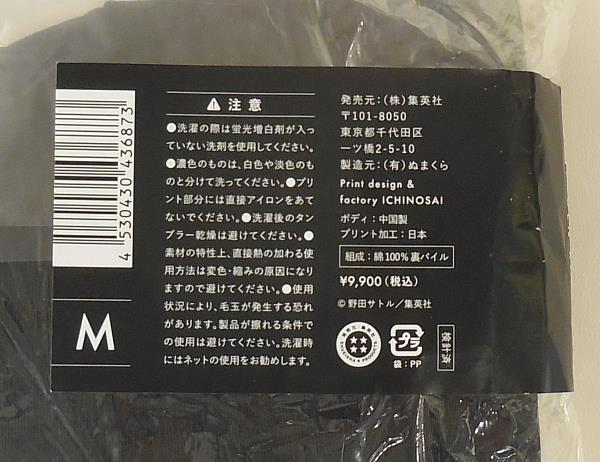 4 530430 436873
M
⚠ 注意
●洗濯の際は蛍光増白剤が入っ
ていない洗剤を使用してください。
●濃色のものは、白色や淡色のも
のと分けて洗ってください。●プリ
ント部分には直接アイロンをあて
ないでください。●洗濯後のタン
ブラー乾燥は避けてください。●
素材の特性上、直接熱の加わる使
用方法は変色・縮みの原因になり
ますので避けてください。●使用
状況により、毛玉が発生する恐れ
があります。製品が擦れる条件で
の使用は避けてください。洗濯時
にはネットの使用をお勧めします。
発売元:(株)集英社
〒101-8050
東京都千代田区
一ツ橋2-5-10
製造元:(有)ぬまくら
Print design &
factory ICHINOSAI
ボディ:中国製
プリント加工:日本
組成:綿100%裏パイル
¥9,900(税込)
©野田サトル/集英社
プラ
袋:PP